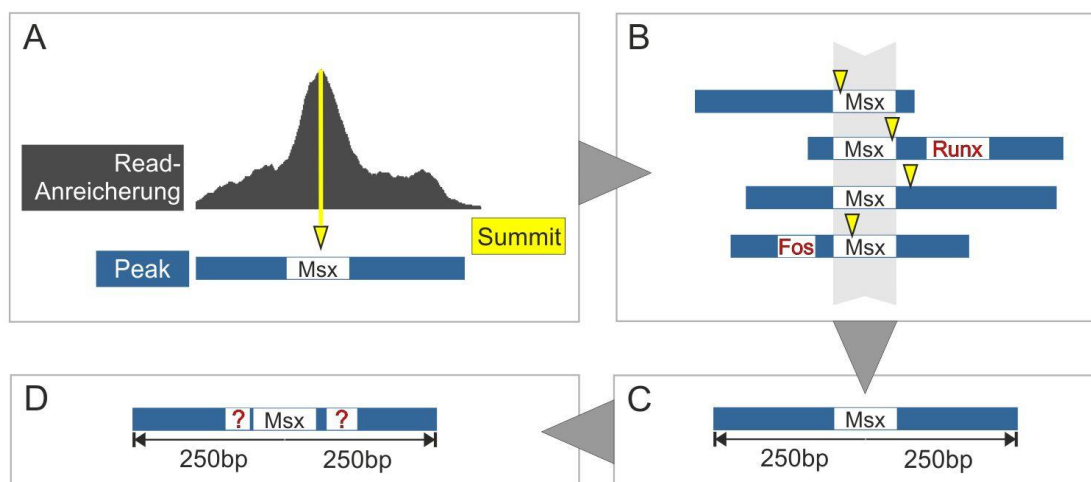 A
Read-
Anreicherung
Summit
Peak
Msx
B
Msx
Msx
Runx
Msx
Fos
Msx
C
Msx
250bp
250bp
D
?
Msx
?
250bp
250bp